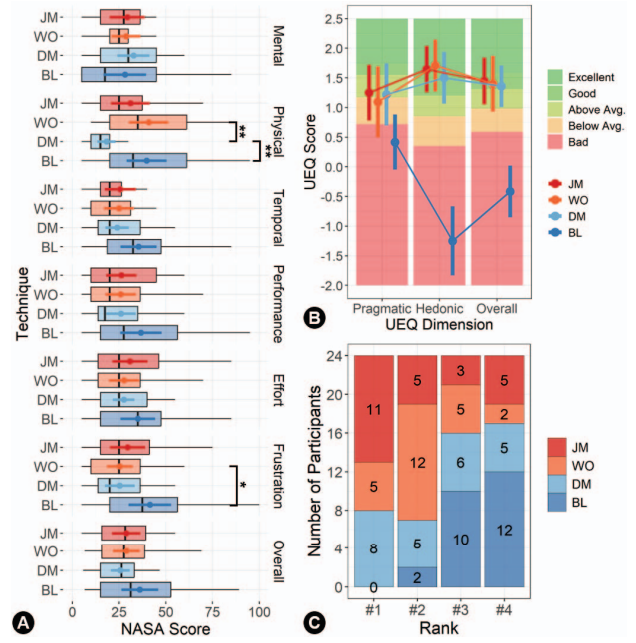 Technique
JM
WO
DM
BL
Mental
JM
WO
DM
BL
Physical
**
**
JM
WO
DM
BL
Temporal
JM
WO
DM
BL
Performance
JM
WO
DM
BL
Effort
JM
WO
DM
BL
Frustration
*
JM
WO
DM
BL
Overall
0 25 50 75 100
NASA Score
A
UEQ Score
2.5
2.0
1.5
1.0
0.5
0.0
-0.5
-1.0
-1.5
-2.0
Pragmatic Hedonic Overall
UEQ Dimension
B
Excellent
Good
Above Avg.
Below Avg.
Bad
JM
WO
DM
BL
Number of Participants
24
20
16
12
8
4
0
11 5 3 5
5 12 5 2
8 6 5
0 2 10 12
#1 #2 #3 #4
Rank
C
JM
WO
DM
BL